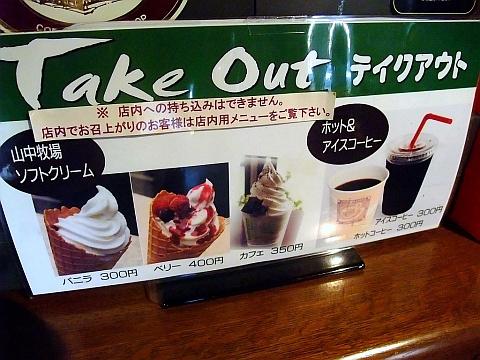 Take Out テイクアウト
※ 店内への持ち込みはできません。
店内でお召上がりのお客様は店内用メニューをご覧下さい。
山中牧場
ソフトクリーム
バニラ 300円
ベリー 400円
カフェ 350円
ホット&
アイスコーヒー
アイスコーヒー 300円
ホットコーヒー 300円